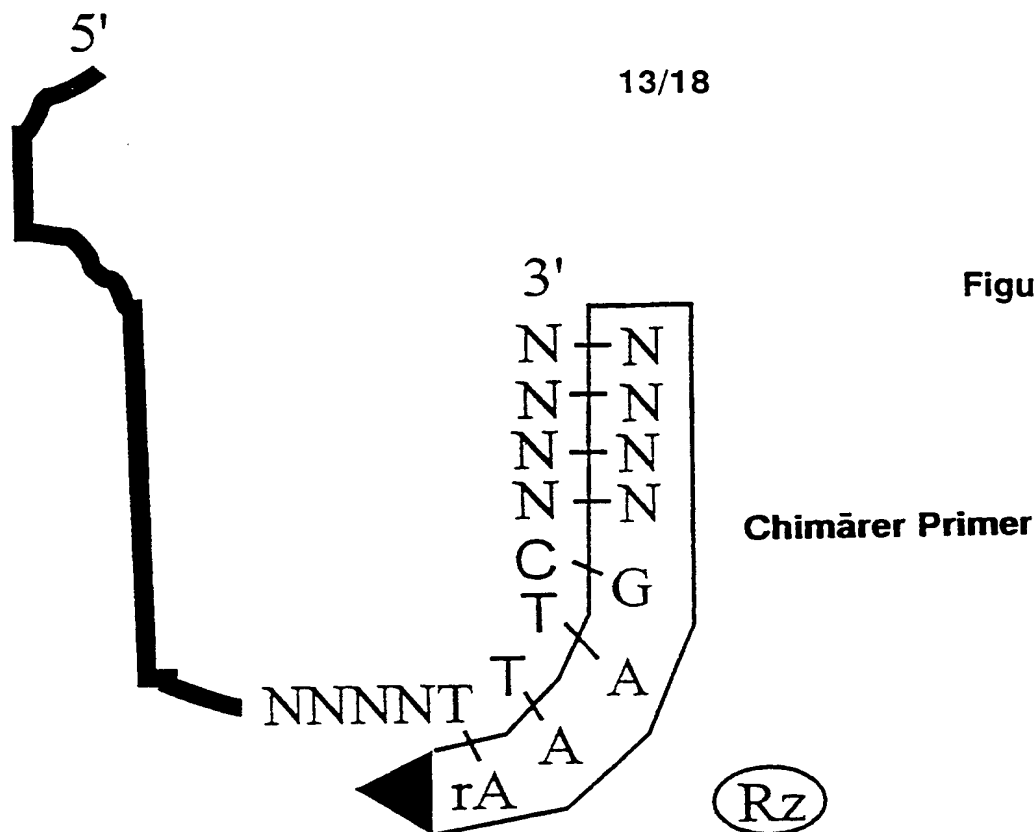 5'
13/18
3'
Figu
N N
N N
N N
N N
Chimärer Primer
C G
T
T A
NNNNT
A
rA
Rz